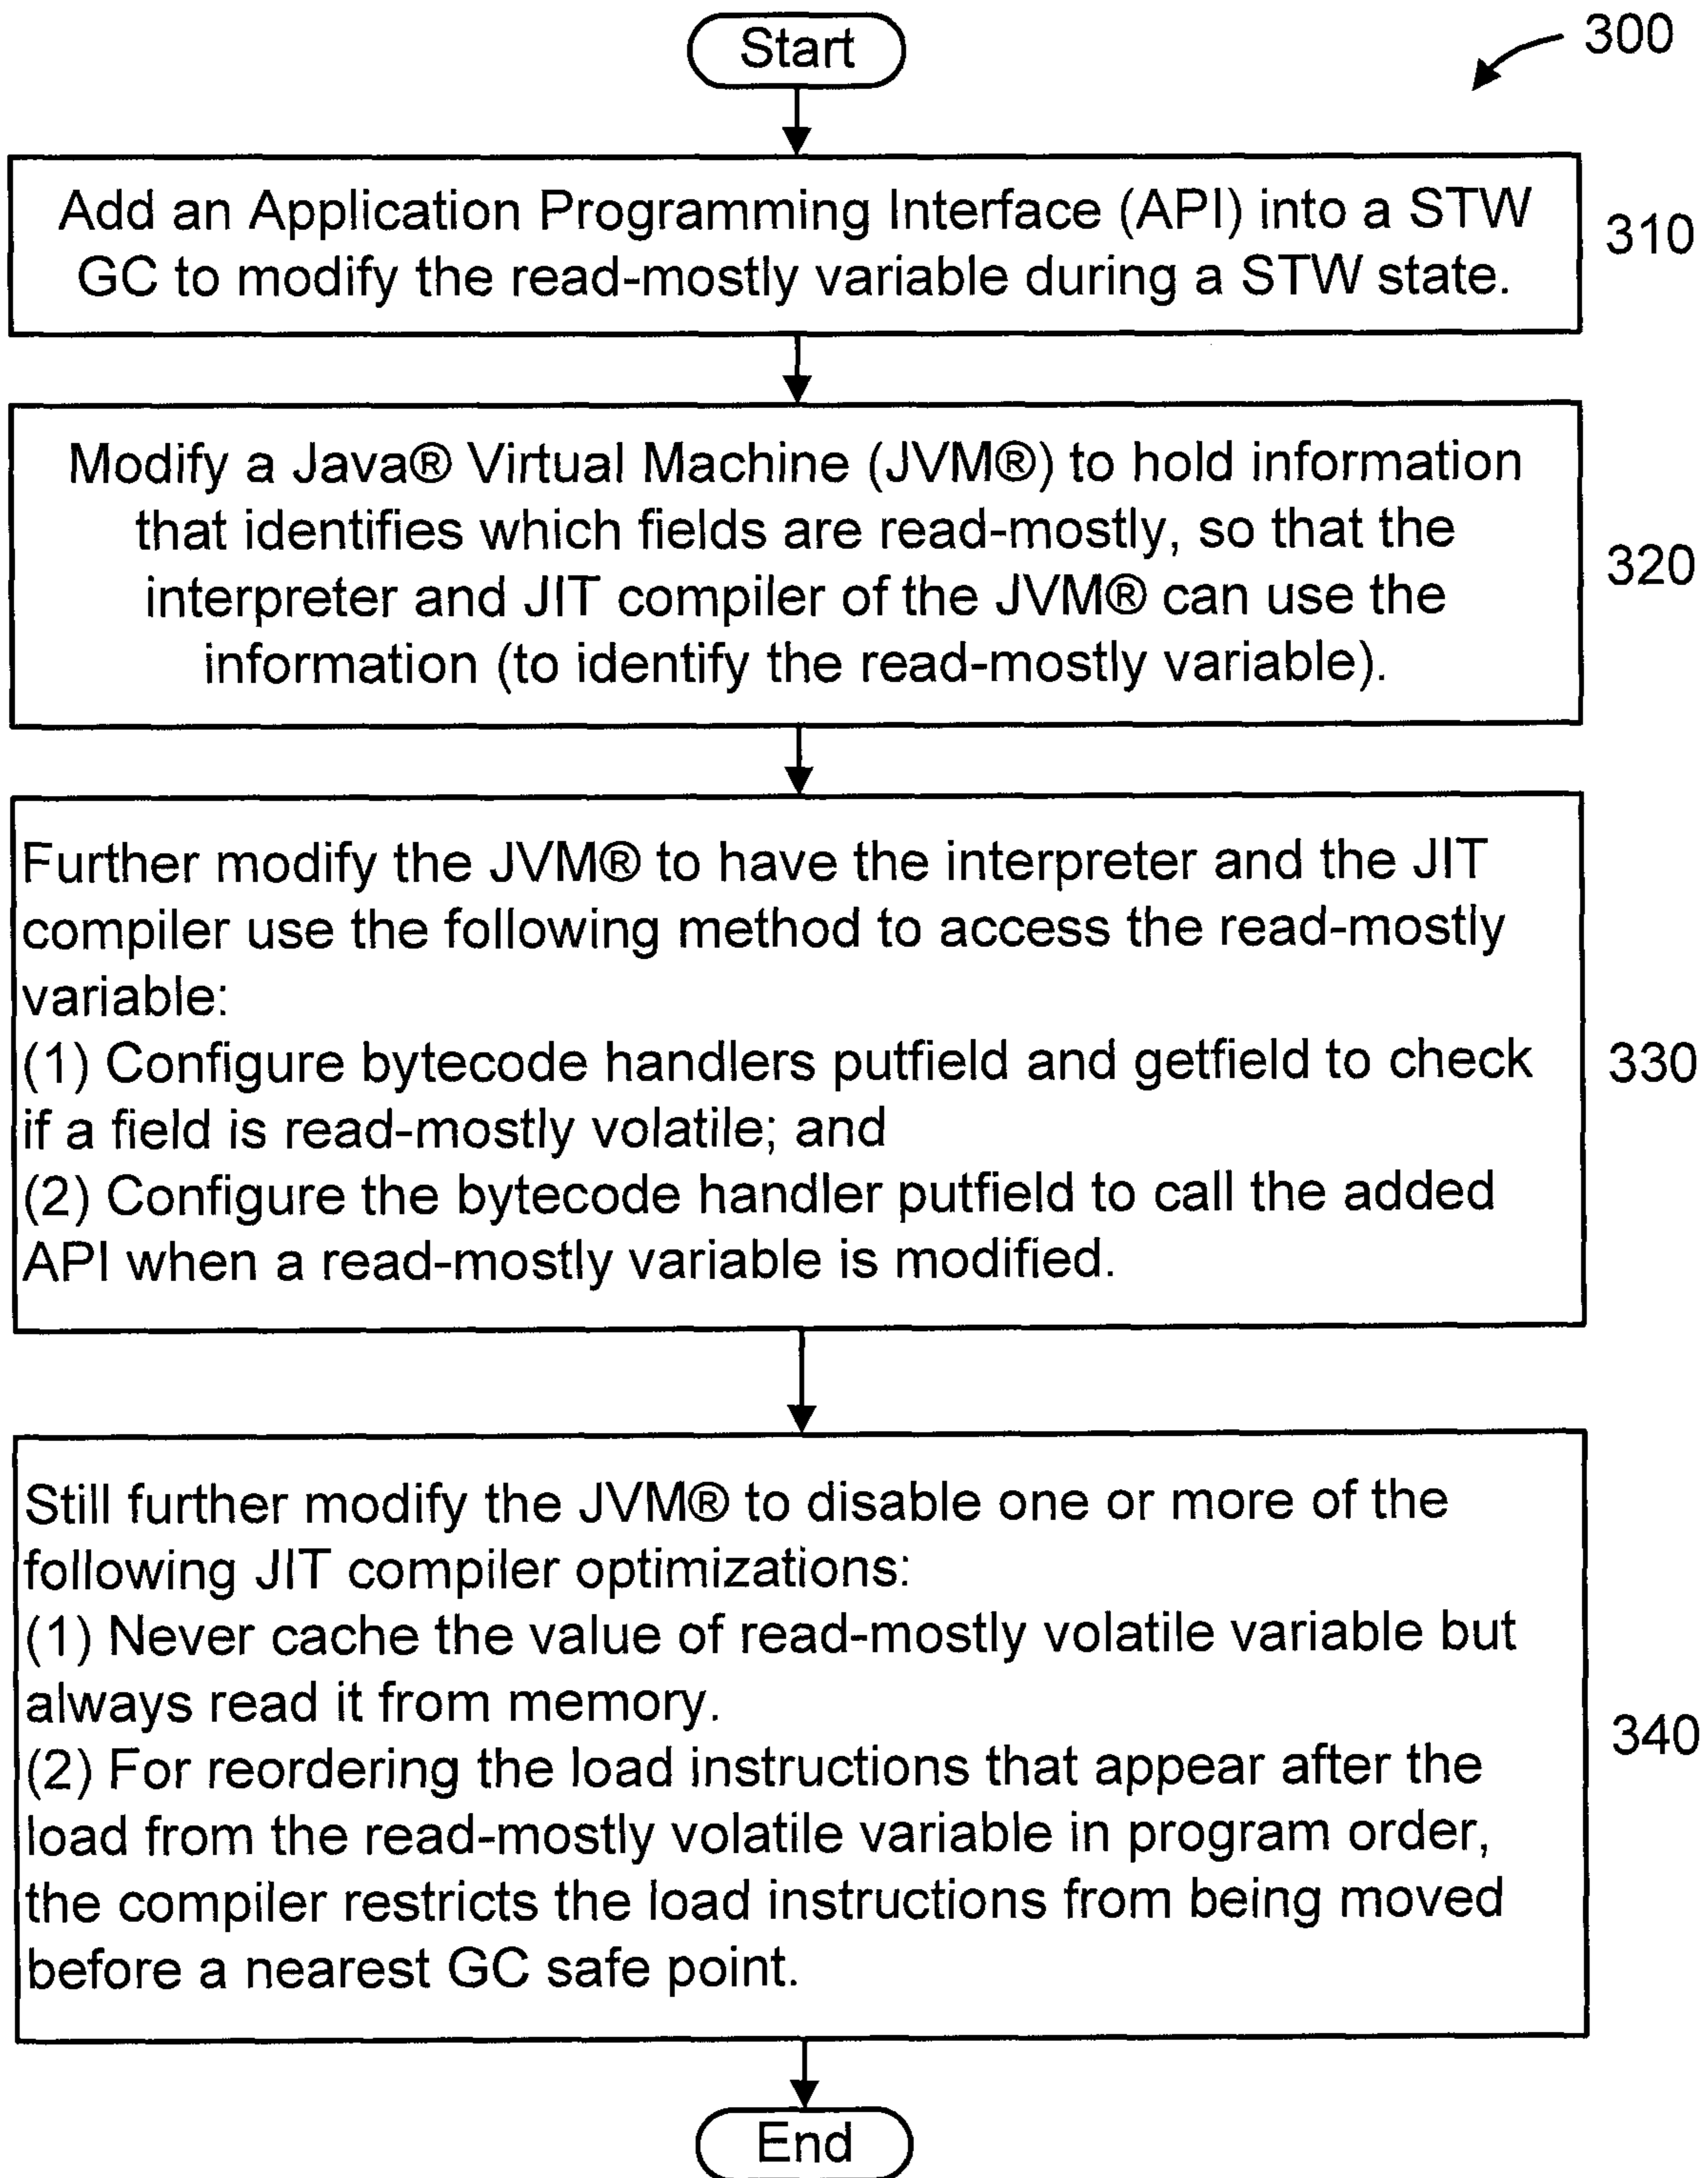 Start
300
Add an Application Programming Interface (API) into a STW
GC to modify the read-mostly variable during a STW state.
310
Modify a Java® Virtual Machine (JVM®) to hold information
that identifies which fields are read-mostly, so that the
interpreter and JIT compiler of the JVM® can use the
information (to identify the read-mostly variable).
320
Further modify the JVM® to have the interpreter and the JIT
compiler use the following method to access the read-mostly
variable:
(1) Configure bytecode handlers putfield and getfield to check
if a field is read-mostly volatile; and
(2) Configure the bytecode handler putfield to call the added
API when a read-mostly variable is modified.
330
Still further modify the JVM® to disable one or more of the
following JIT compiler optimizations:
(1) Never cache the value of read-mostly volatile variable but
always read it from memory.
(2) For reordering the load instructions that appear after the
load from the read-mostly volatile variable in program order,
the compiler restricts the load instructions from being moved
before a nearest GC safe point.
340
End